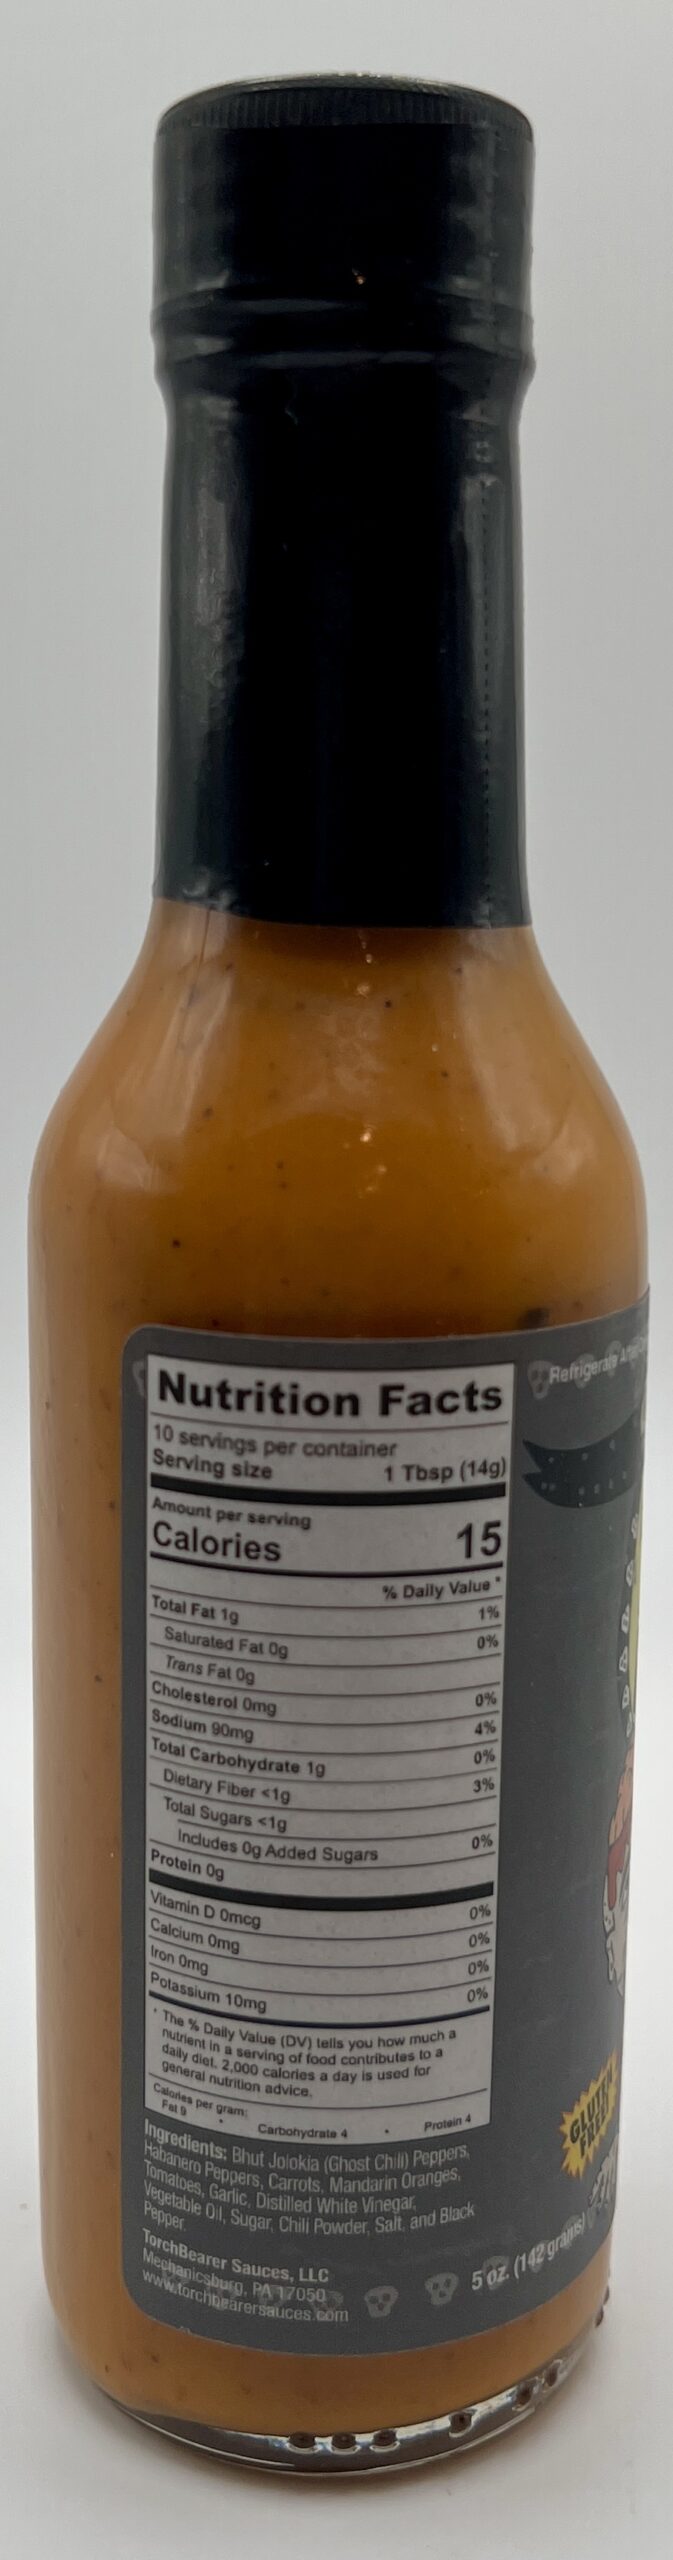 Refrigerate After
Nutrition Facts
10 servings per container
Serving size 1 Tbsp (14g)
Amount per serving
Calories 15
% Daily Value *
Total Fat 1g 1%
Saturated Fat 0g 0%
Trans Fat 0g
Cholesterol 0mg 0%
Sodium 90mg 4%
Total Carbohydrate 1g 0%
Dietary Fiber <1g 3%
Total Sugars <1g
Includes 0g Added Sugars 0%
Protein 0g
Vitamin D 0mcg 0%
Calcium 0mg 0%
Iron 0mg 0%
Potassium 10mg 0%
* The % Daily Value (DV) tells you how much a
nutrient in a serving of food contributes to a
daily diet. 2,000 calories a day is used for
general nutrition advice.
Calories per gram:
Fat 9 • Carbohydrate 4 • Protein 4
Ingredients: Bhut Jolokia (Ghost Chili) Peppers,
Habanero Peppers, Carrots, Mandarin Oranges,
Tomatoes, Garlic, Distilled White Vinegar,
Vegetable Oil, Sugar, Chili Powder, Salt, and Black
Pepper.
TorchBearer Sauces, LLC
Mechanicsburg, PA 17050
www.torchbearersauces.com
GLUTEN
FREE!
5 oz. (142 grams)